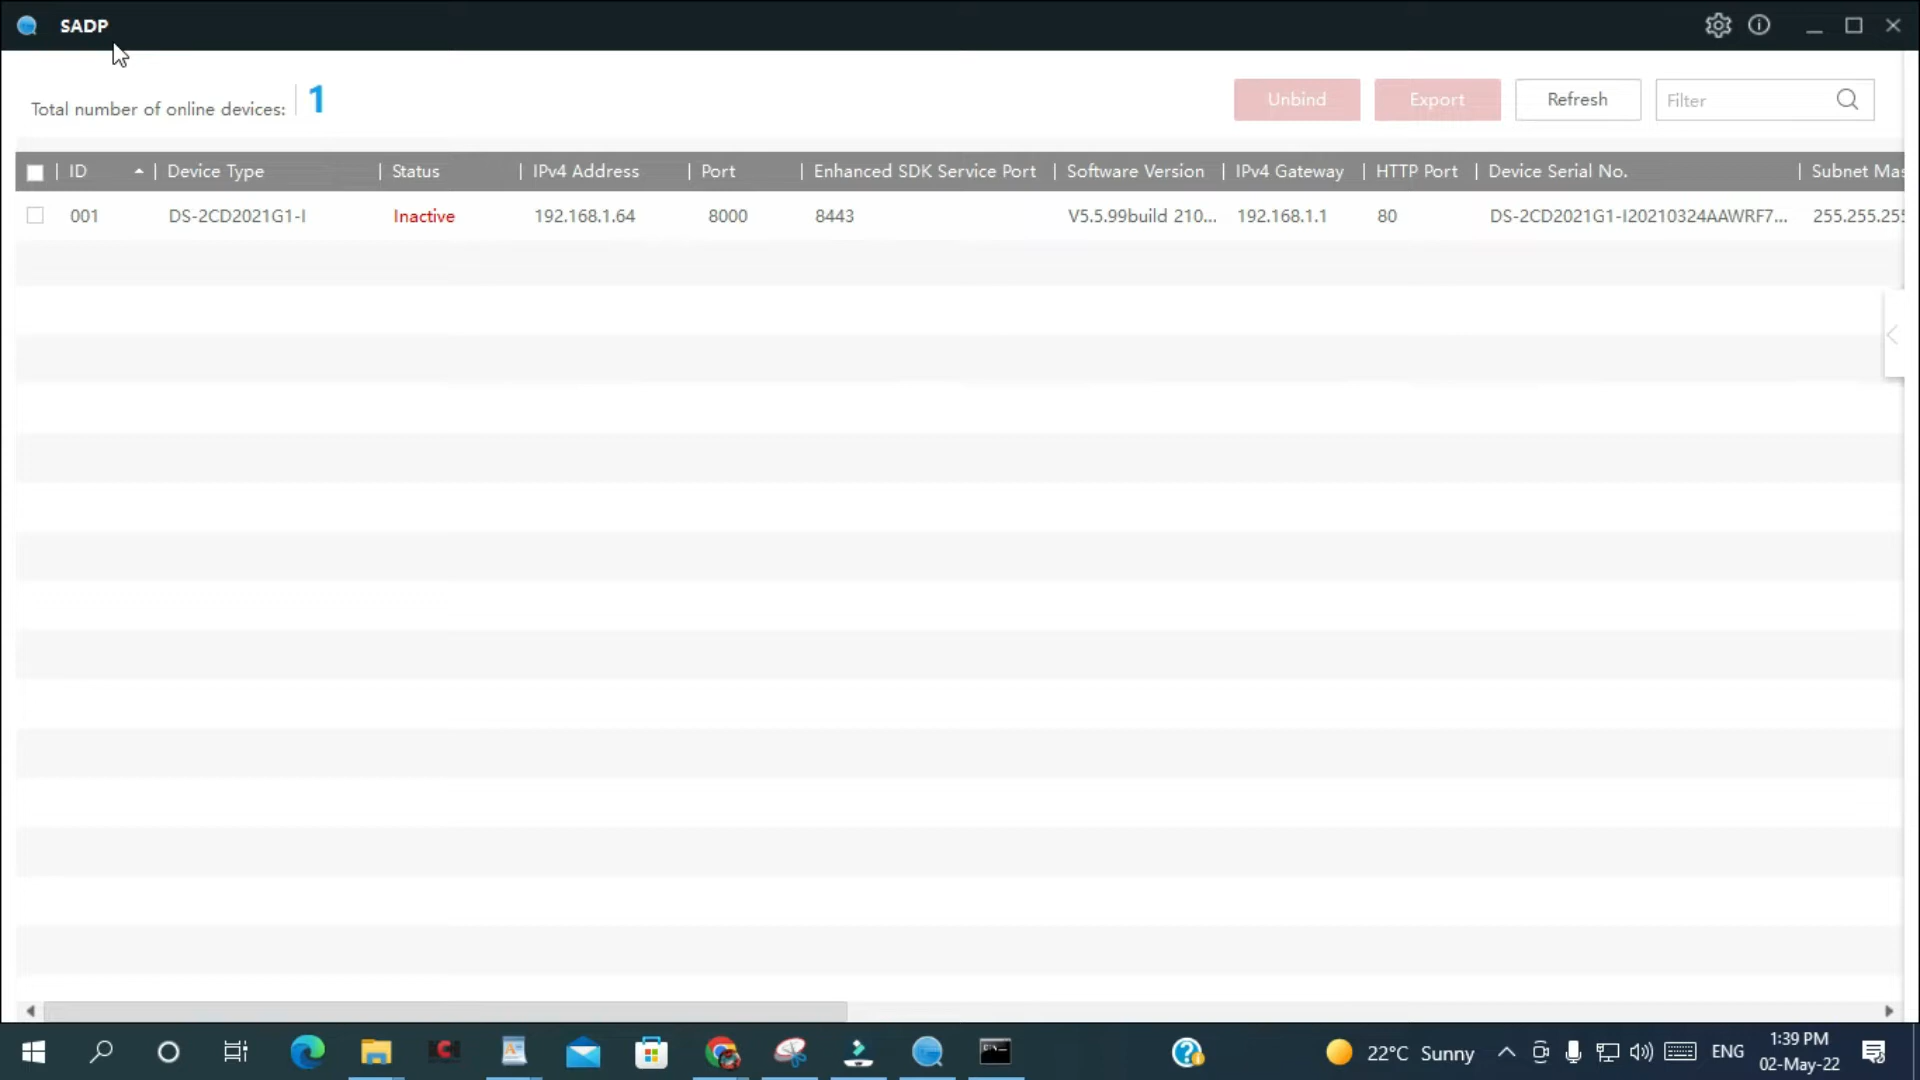 SADP
Total number of online devices: 1
Unbind
Export
Refresh
Filter
ID Device Type Status IPv4 Address Port Enhanced SDK Service Port Software Version IPv4 Gateway HTTP Port Device Serial No. Subnet Mas
001 DS-2CD2021G1-I Inactive 192.168.1.64 8000 8443 V5.5.99build 210... 192.168.1.1 80 DS-2CD2021G1-I20210324AAWRF7... 255.255.255
22°C Sunny
ENG
1:39 PM
02-May-22